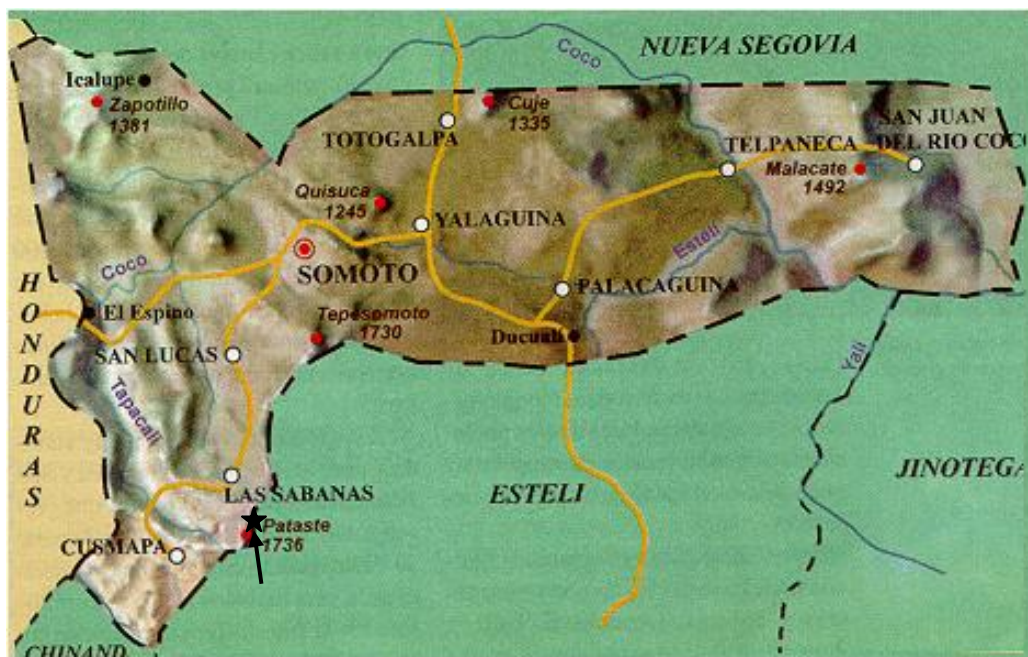 NUEVA SEGOVIA
Coco
Icalupe
Zapotillo
1381
Cuje
1335
TOTOGALPA
TELPANECA
SAN JUAN
DEL RIO COCO
Malacate
1492
Quisuca
1245
YALAGUINA
Esteli
Coco
SOMOTO
PALACAGUINA
HONDURAS
El Espino
Tepesomoto
1730
Ducuali
SAN LUCAS
Yali
Tapacali
LAS SABANAS
ESTELI
JINOTEGA
Pataste
1736
CUSMAPA
CHINAND